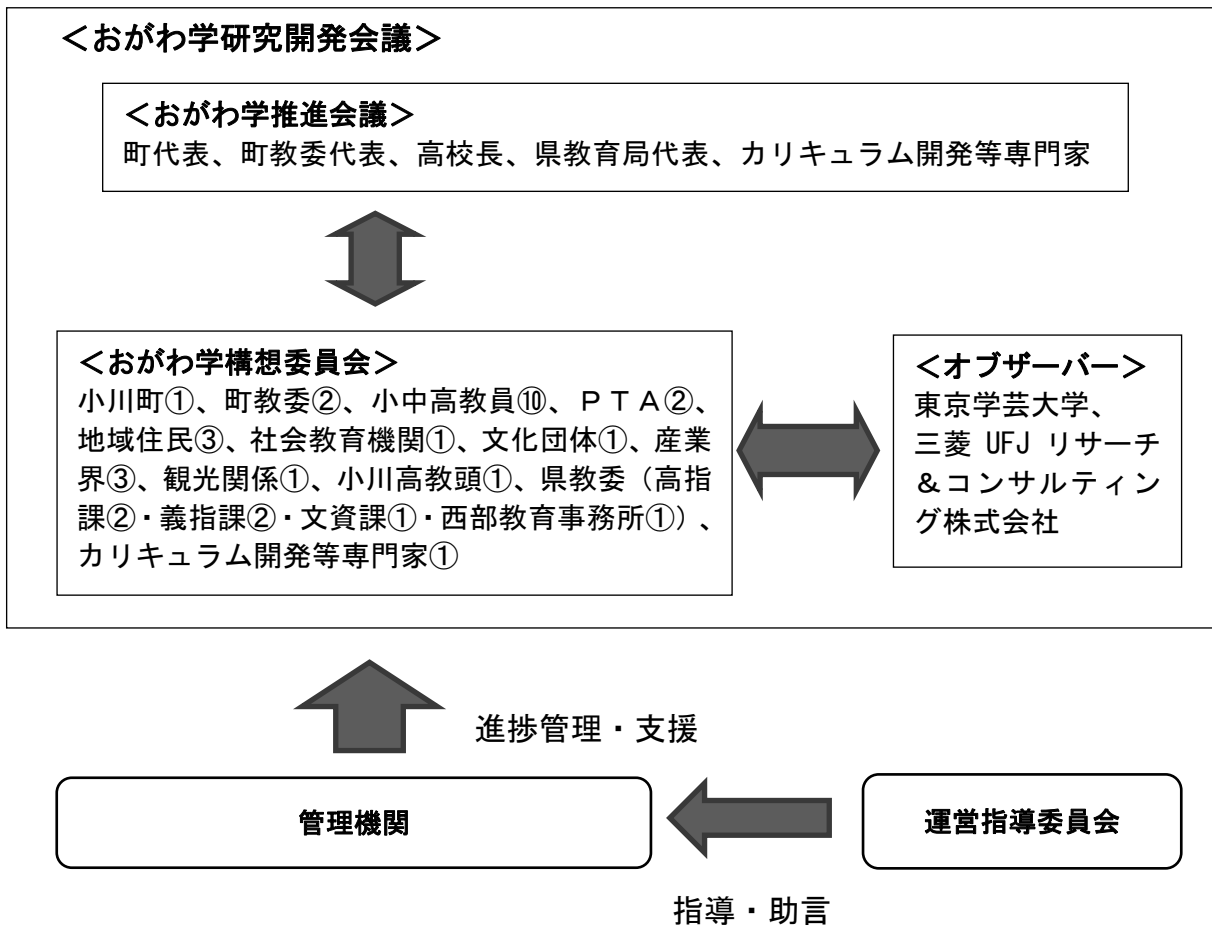 ＜おがわ学研究開発会議＞
＜おがわ学推進会議＞
町代表、町教委代表、高校長、県教育局代表、カリキュラム開発等専門家
＜おがわ学構想委員会＞
小川町①、町教委②、小中高教員⑩、ＰＴＡ②、
地域住民③、社会教育機関①、文化団体①、産業
界③、観光関係①、小川高教頭①、県教委（高指
課②・義指課②・文資課①・西部教育事務所①）、
カリキュラム開発等専門家①
＜オブザーバー＞
東京学芸大学、
三菱 UFJ リサーチ
＆コンサルティン
グ株式会社
進捗管理・支援
管理機関
運営指導委員会
指導・助言